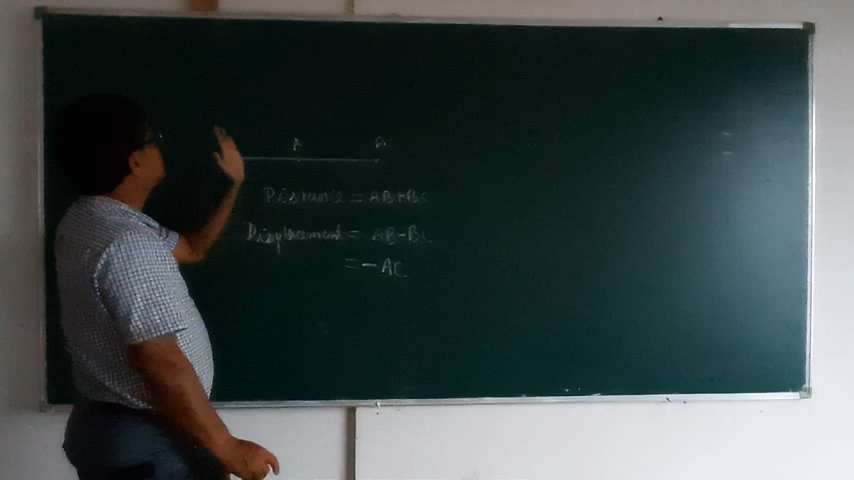 A B
Distance = AB+BC
Displacement = AB-BC
= -AC